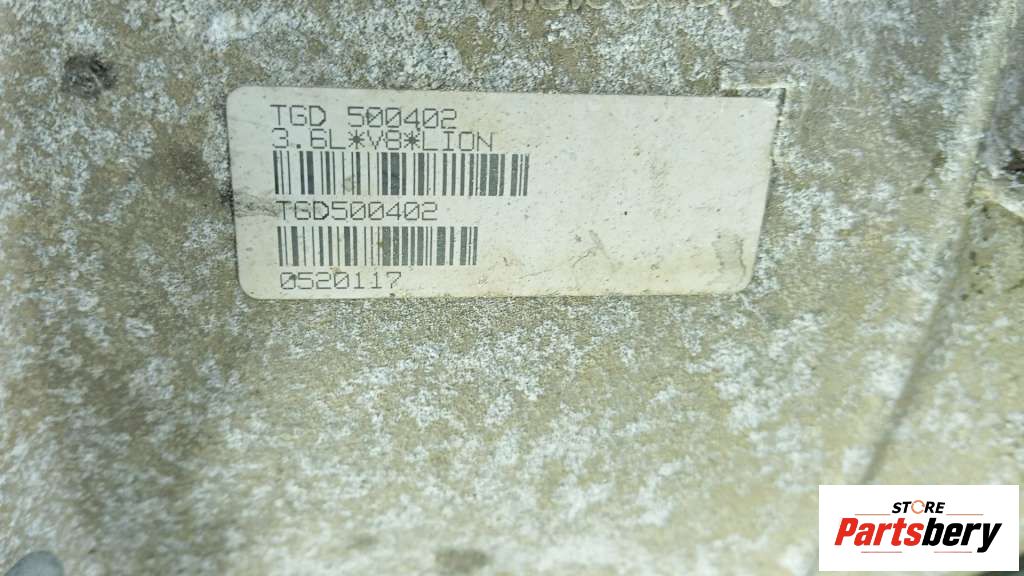 TGD 500402
3.6L*V8*LION
TGD500402
0520117
STORE
Partsbery